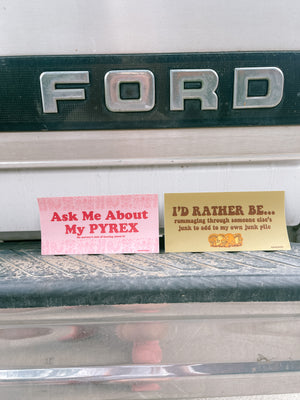 FORD
Ask Me About
My PYREX
I'D RATHER BE...
rummaging through someone else's
junk to add to my own junk pile